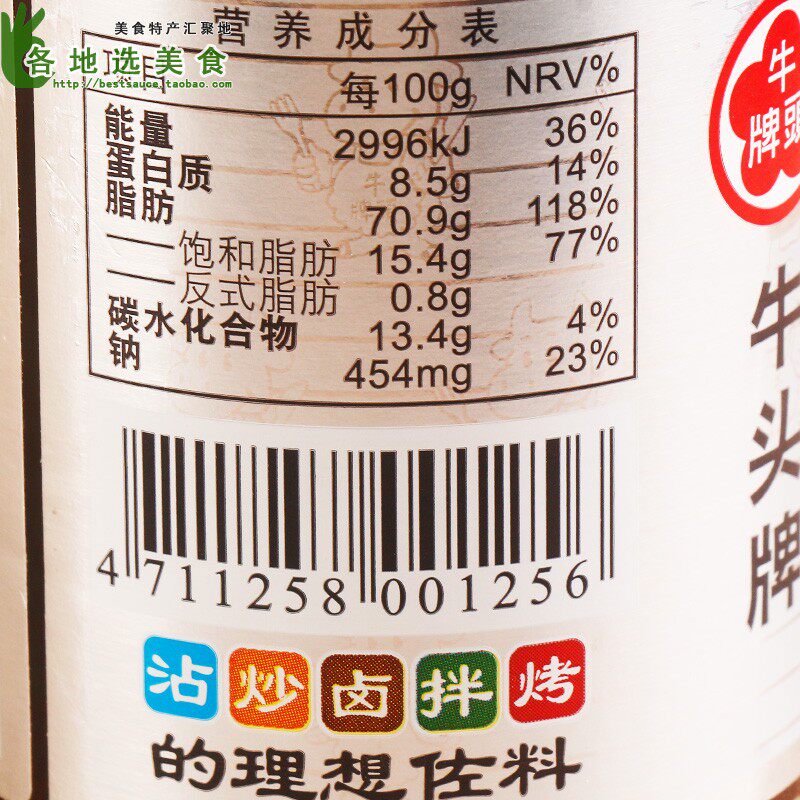 美食特产汇聚地
各地选美食
http://bestsauce.taobao.com
营养成分表
项目 每100g NRV%
能量 2996kJ 36%
蛋白质 8.5g 14%
脂肪 70.9g 118%
——饱和脂肪 15.4g 77%
——反式脂肪 0.8g
碳水化合物 13.4g 4%
钠 454mg 23%
4 711258 001256
沾炒卤拌烤
的理想佐料
牛頭牌
牛头牌